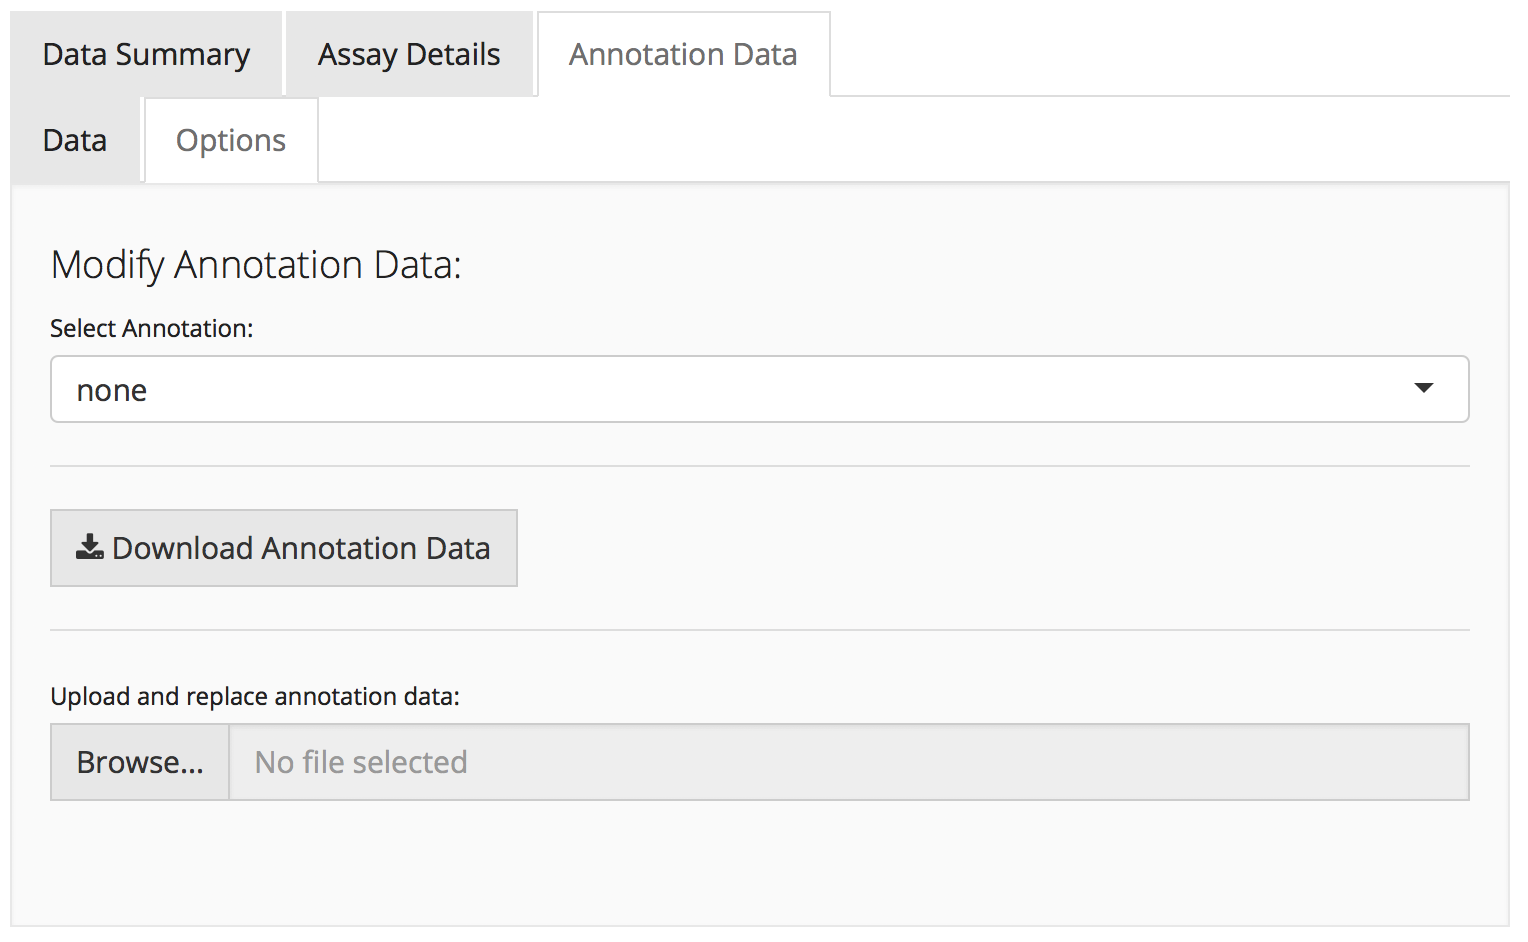 Data Summary Assay Details Annotation Data
Data Options
Modify Annotation Data:
Select Annotation:
none
Download Annotation Data
Upload and replace annotation data:
Browse... No file selected